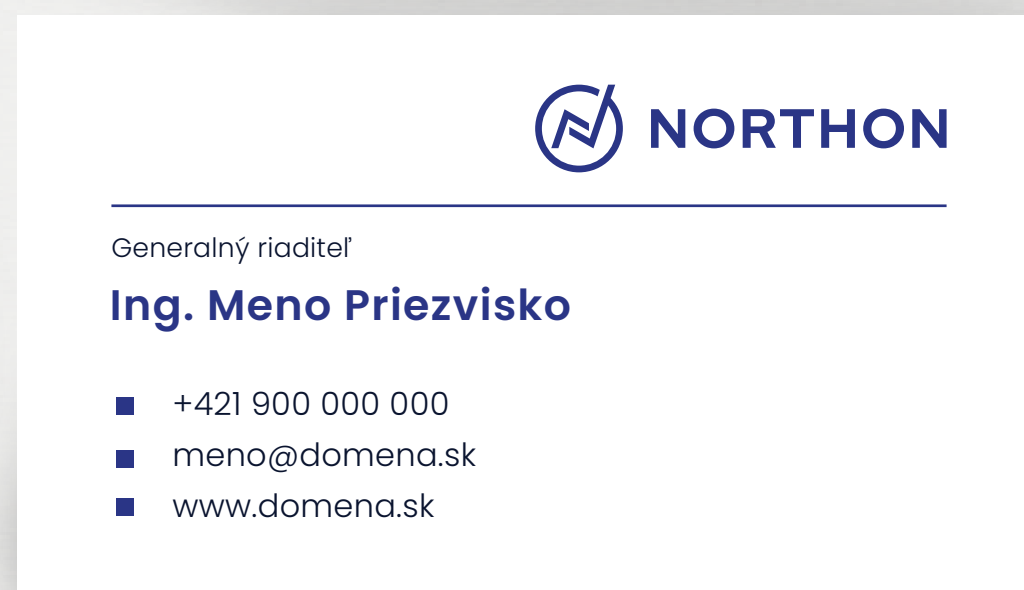 NORTHON
Generalný riaditeľ
Ing. Meno Priezvisko
+421 900 000 000
meno@domena.sk
www.domena.sk